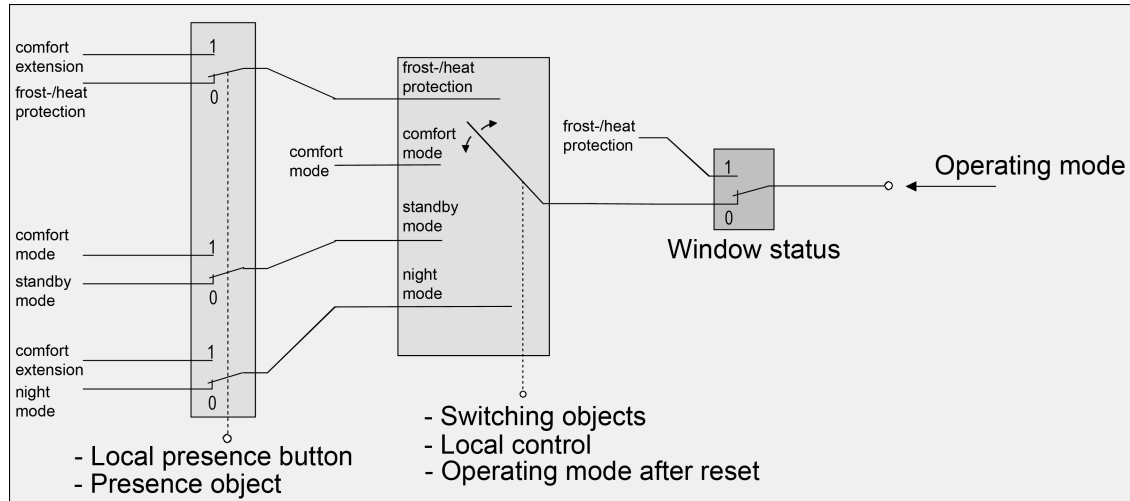 comfort
extension
1
frost-/heat
protection
0
comfort
mode
1
standby
mode
0
comfort
extension
1
night
mode
0
- Local presence button
- Presence object
frost-/heat
protection
comfort
mode
comfort
mode
standby
mode
night
mode
- Switching objects
- Local control
- Operating mode after reset
frost-/heat
protection
1
0
Window status
Operating mode